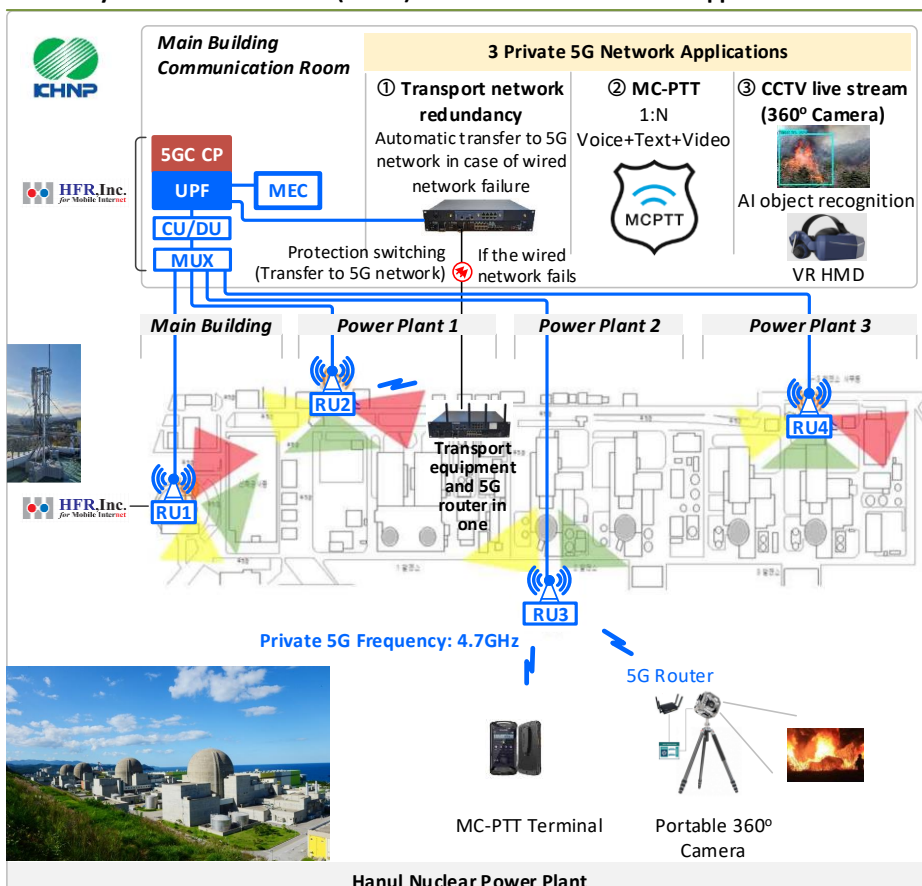 Main Building
Communication Room
3 Private 5G Network Applications
① Transport network
redundancy
Automatic transfer to 5G
network in case of wired
network failure
② MC-PTT
1:N
Voice+Text+Video
MCPTT
③ CCTV live stream
(360º Camera)
AI object recognition
VR HMD
KHNP
HFR,Inc.
for Mobile Internet
5GC CP
UPF
MEC
CU/DU
MUX
Protection switching
(Transfer to 5G network)
If the wired
network fails
Main Building
Power Plant 1
Power Plant 2
Power Plant 3
RU2
RU4
Transport
equipment
and 5G
router in
one
HFR,Inc.
for Mobile Internet
RU1
RU3
Private 5G Frequency: 4.7GHz
5G Router
MC-PTT Terminal
Portable 360º
Camera
Hanul Nuclear Power Plant